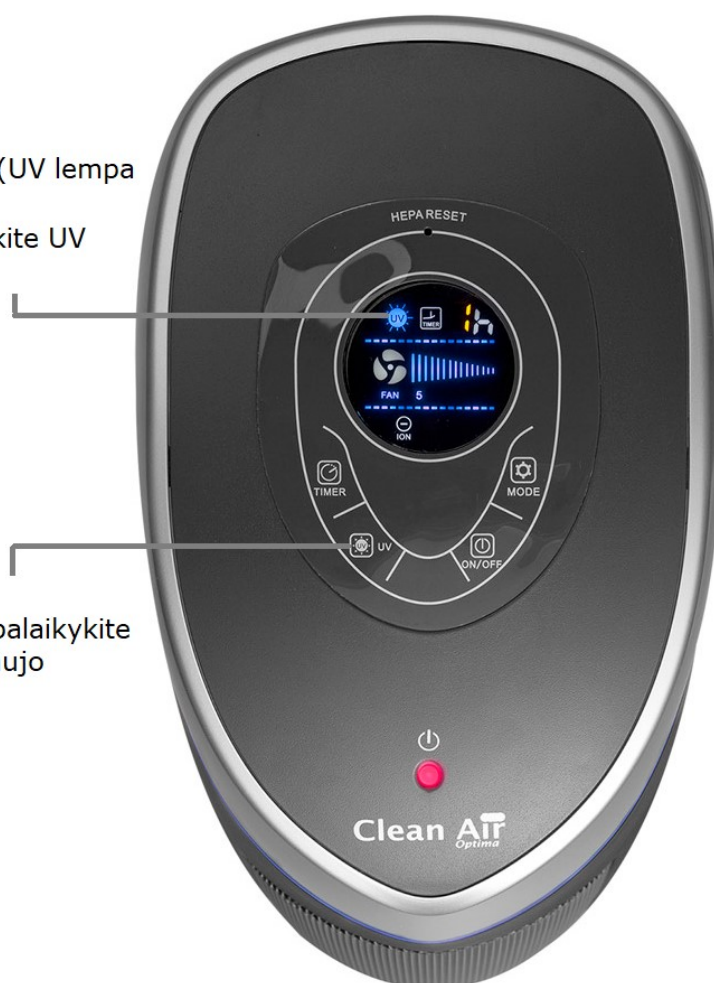 (UV lempa
kite UV
HEPA RESET
UV
TIMER
1h
FAN 5
ION
TIMER
MODE
UV UV
ON/OFF
palaikykite
ujo
Clean Air
Optima